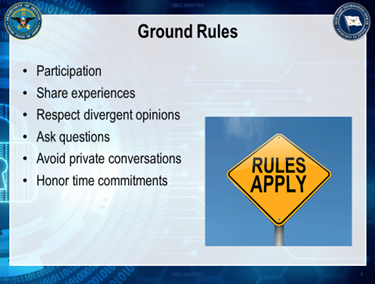 UNCLASSIFIED
Ground Rules
• Participation
• Share experiences
• Respect divergent opinions
• Ask questions
• Avoid private conversations
• Honor time commitments
RULES
APPLY
UNCLASSIFIED